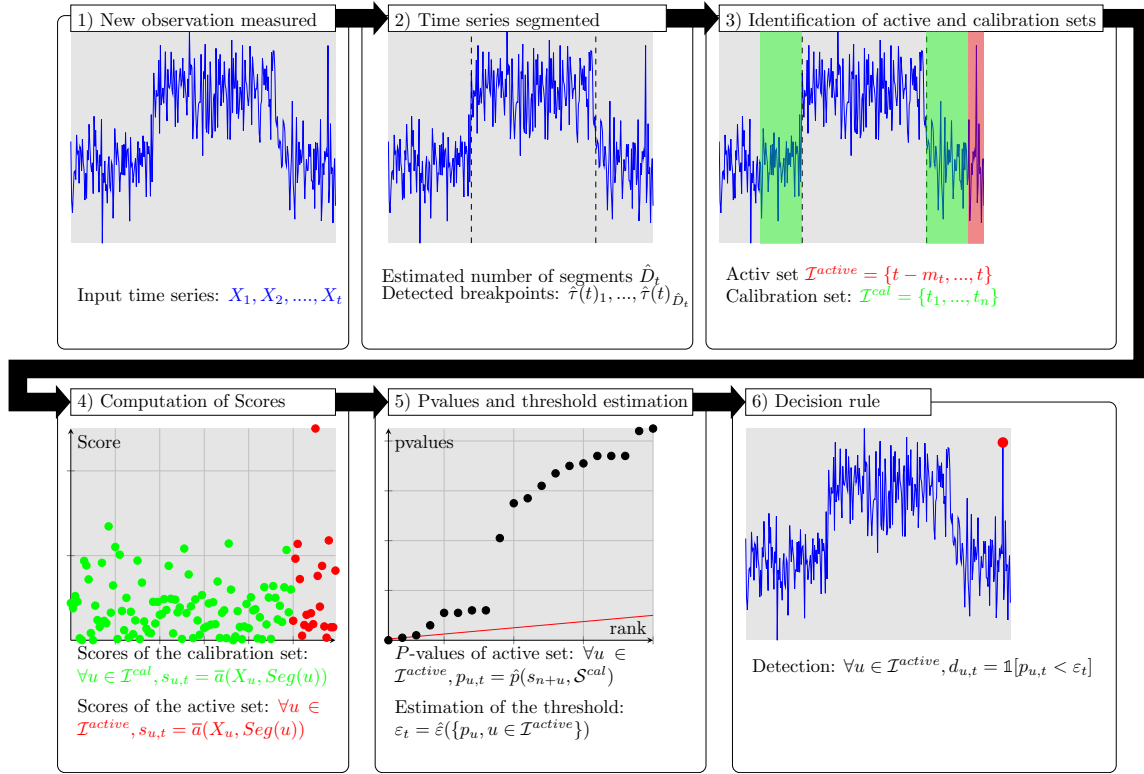 1) New observation measured
Input time series: X_1, X_2, ...., X_t
2) Time series segmented
Estimated number of segments D̂_t
Detected breakpoints: τ̂(t)_1, ..., τ̂(t)_{D̂_t}
3) Identification of active and calibration sets
Activ set I^{active} = {t − m_t, ..., t}
Calibration set: I^{cal} = {t_1, ..., t_n}
4) Computation of Scores
Score
Scores of the calibration set:
∀u ∈ I^{cal}, s_{u,t} = a̅(X_u, Seg(u))
Scores of the active set: ∀u ∈
I^{active}, s_{u,t} = a̅(X_u, Seg(u))
5) Pvalues and threshold estimation
pvalues
rank
P-values of active set: ∀u ∈
I^{active}, p_{u,t} = p̂(s_{n+u}, S^{cal})
Estimation of the threshold:
ε_t = ε̂({p_u, u ∈ I^{active}})
6) Decision rule
Detection: ∀u ∈ I^{active}, d_{u,t} = 𝟙[p_{u,t} < ε_t]